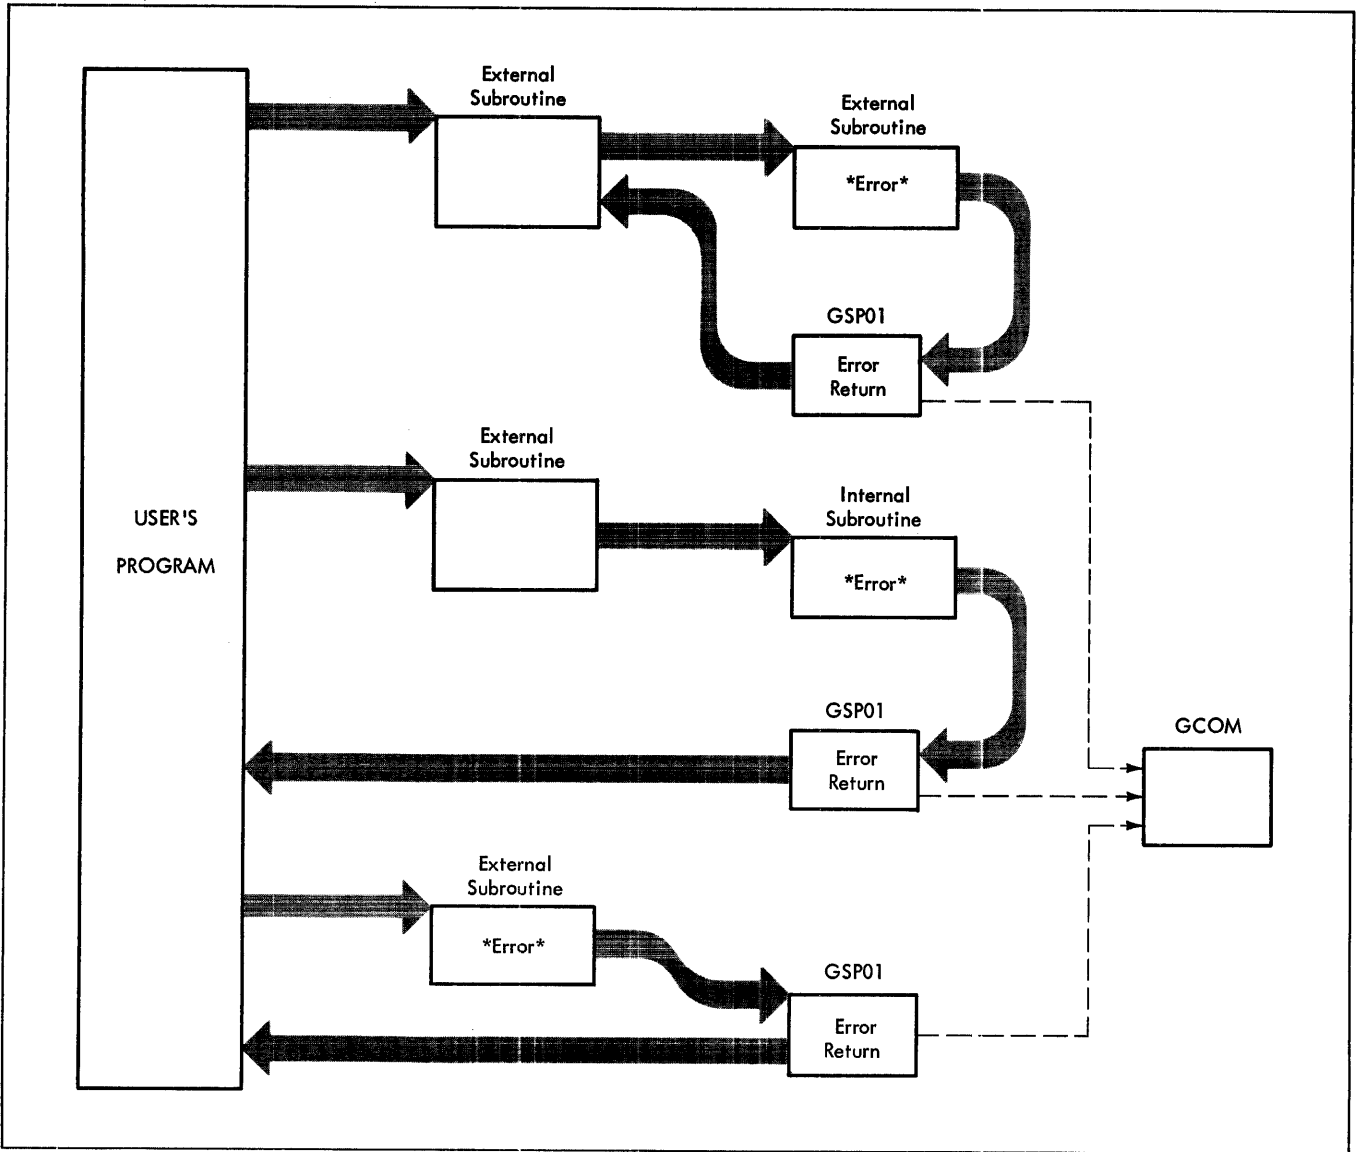 External
Subroutine
External
Subroutine
*Error*
GSP01
Error
Return
External
Subroutine
Internal
Subroutine
*Error*
USER'S
PROGRAM
GSP01
Error
Return
GCOM
External
Subroutine
*Error*
GSP01
Error
Return